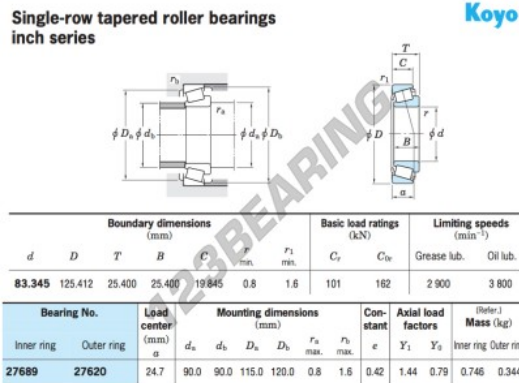 Single-row tapered roller bearings
inch series
Koyo
T
C
r1
rb
ra
r
φ Da φ db
φ da φ Db
φ D
B
φ d
a
123BEARING
Boundary dimensions
(mm)
Basic load ratings
(kN)
Limiting speeds
(min⁻¹)
d D T B C r min. r1 min. Cr C0r Grease lub. Oil lub.
83.345 125.412 25.400 25.400 19.845 0.8 1.6 101 162 2 900 3 800
Bearing No.
Load center
(mm)
a
Mounting dimensions
(mm)
Con-
stant
e
Axial load
factors
(Refer.)
Mass (kg)
Inner ring Outer ring da db Da Db ra max. rb max. Y1 Y0 Inner ring Outer rin
27689 27620 24.7 90.0 90.0 115.0 120.0 0.8 1.6 0.42 1.44 0.79 0.746 0.344